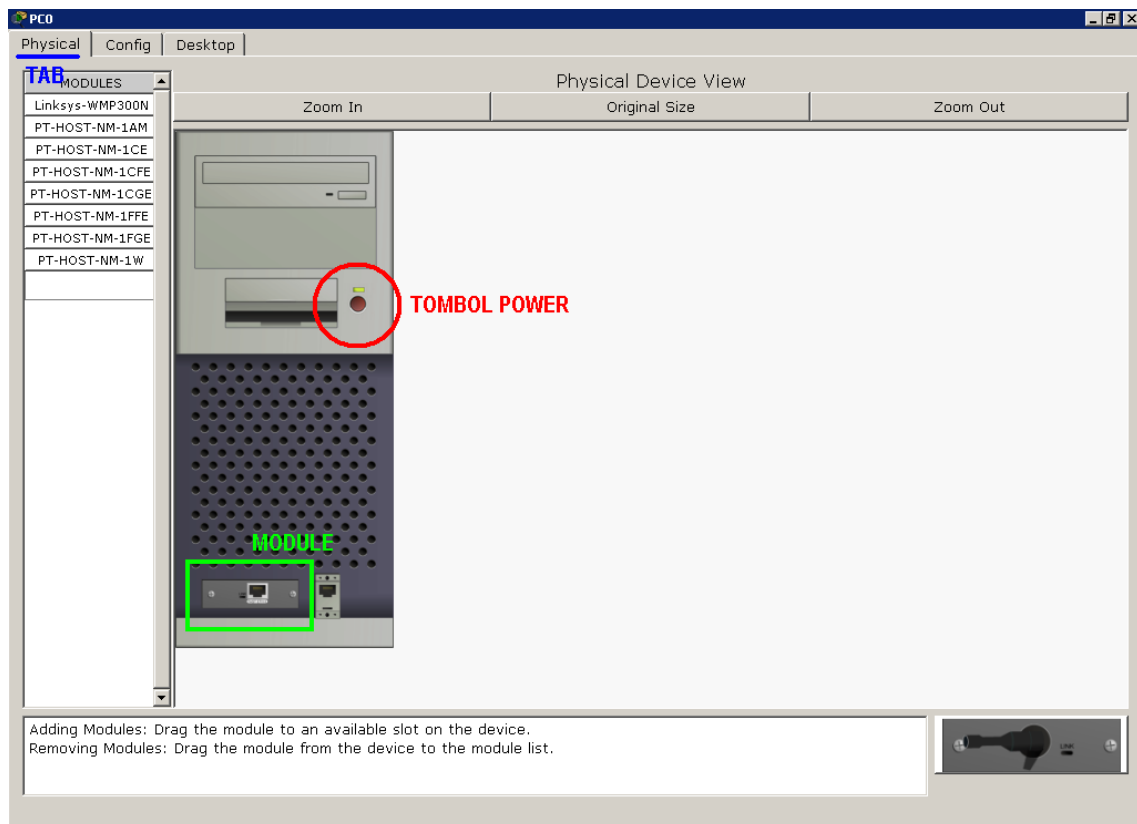 PC0
Physical Config Desktop
TAB
MODULES
Physical Device View
Linksys-WMP300N
Zoom In Original Size Zoom Out
PT-HOST-NM-1AM
PT-HOST-NM-1CE
PT-HOST-NM-1CFE
PT-HOST-NM-1CGE
PT-HOST-NM-1FFE
PT-HOST-NM-1FGE
PT-HOST-NM-1W
TOMBOL POWER
MODULE
Adding Modules: Drag the module to an available slot on the device.
Removing Modules: Drag the module from the device to the module list.
LINK